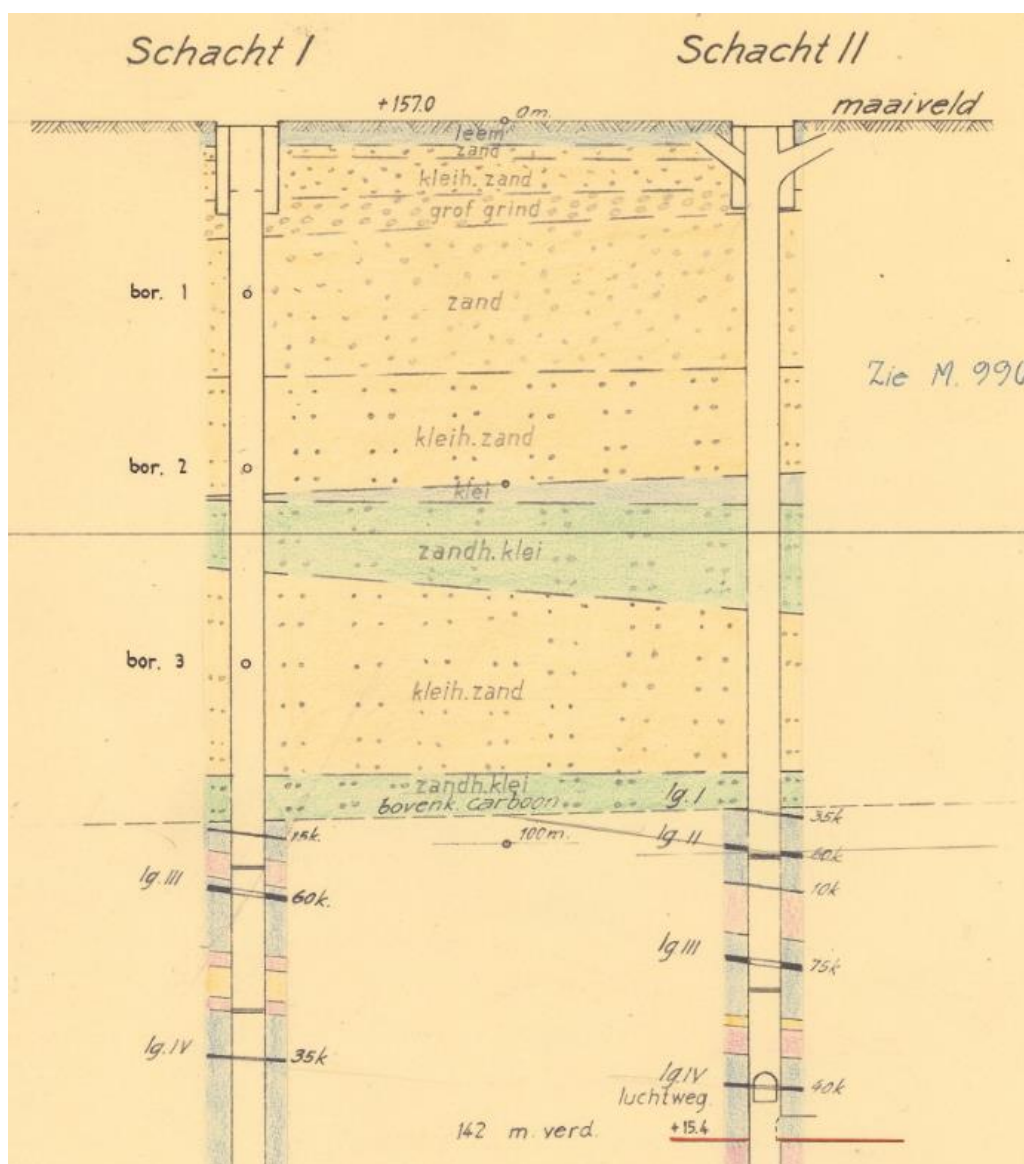 Schacht I
Schacht II
+157.0
0m.
maaiveld
leem
zand
kleih. zand
grof grind
bor. 1
zand
Zie M. 990
kleih. zand
bor. 2
klei
zandh. klei
bor. 3
kleih. zand
zandh. klei
bovenk. carboon
lg. I
35k
15k.
100m.
lg II
60k
lg. III
60k.
10k
lg III
75k
lg. IV
35k
lg. IV
luchtweg.
40k
142 m. verd.
+15.4